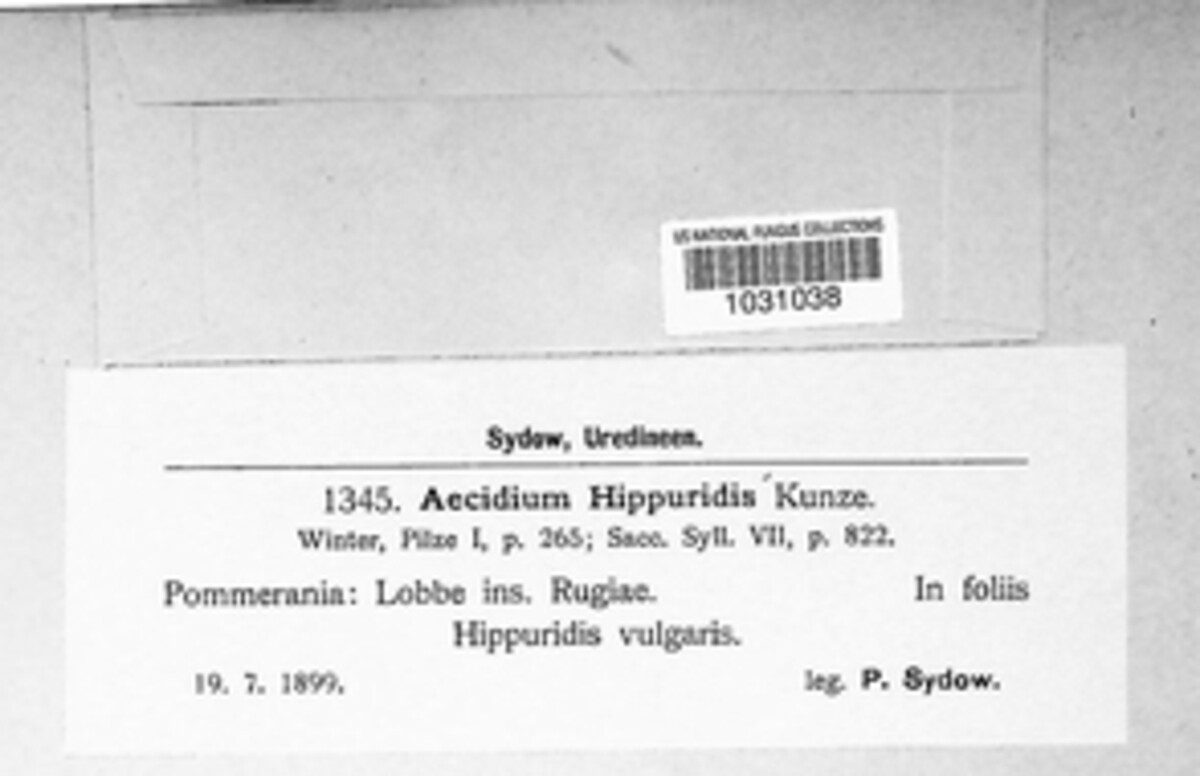 US NATIONAL FUNGUS COLLECTIONS
1031038
Sydow, Uredineen.
1345. Aecidium Hippuridis Kunze.
Winter, Pilze I, p. 265; Sacc. Syll. VII, p. 822.
Pommerania: Lobbe ins. Rugiae. In foliis
Hippuridis vulgaris.
19. 7. 1899. leg. P. Sydow.